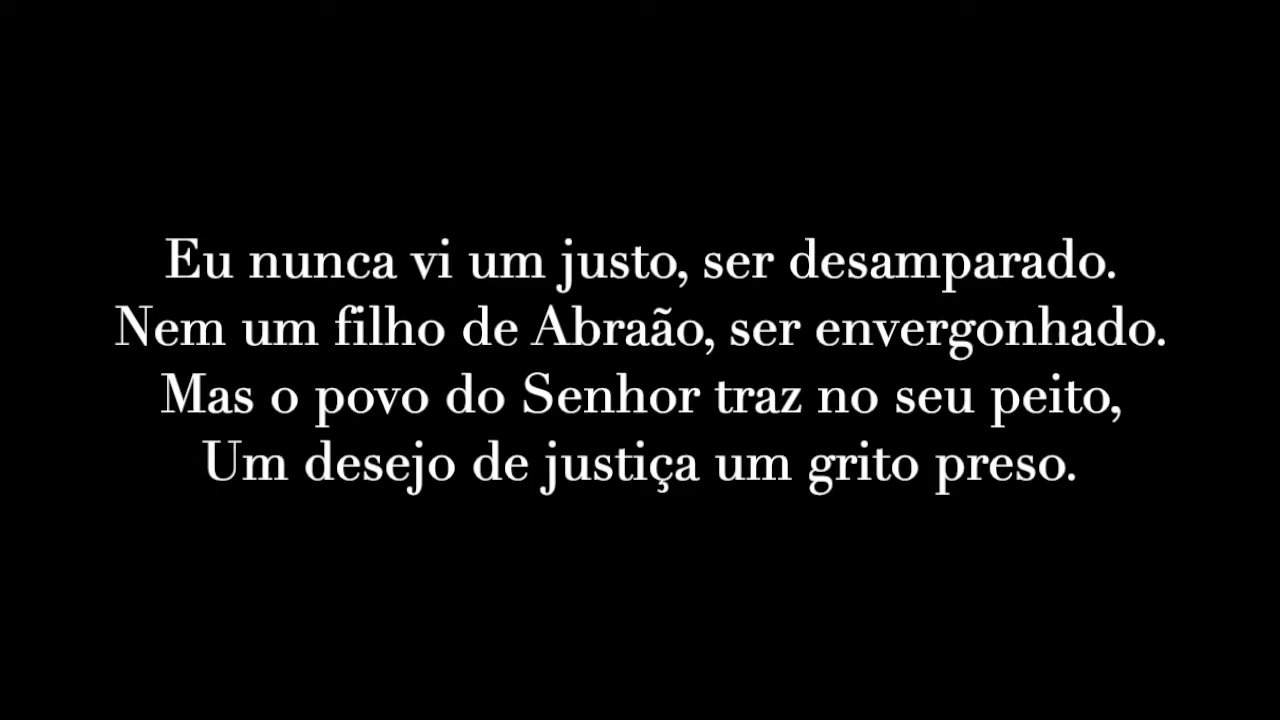 Eu nunca vi um justo, ser desamparado.
Nem um filho de Abraão, ser envergonhado.
Mas o povo do Senhor traz no seu peito,
Um desejo de justiça um grito preso.